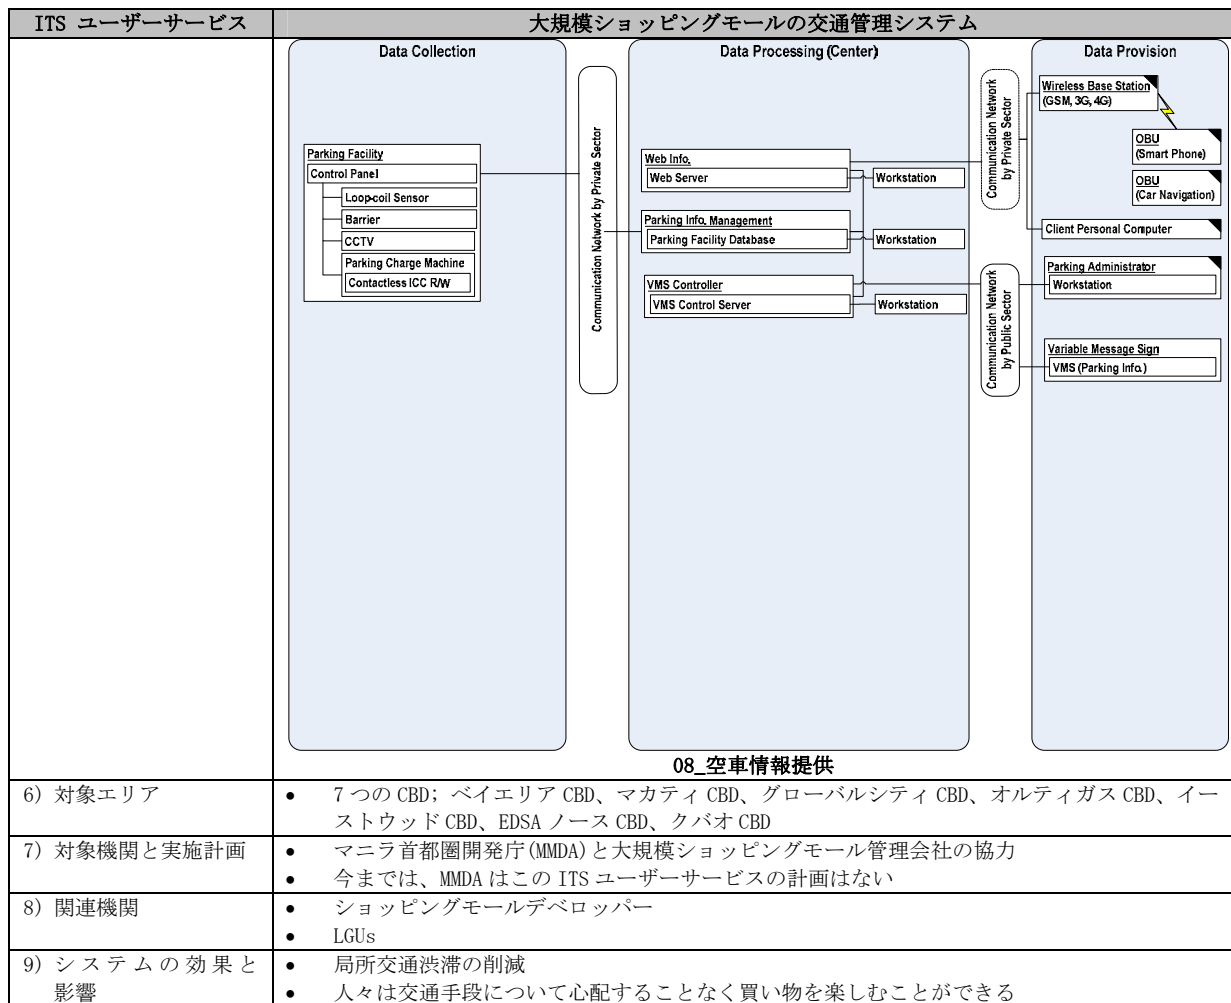 ITS ユーザーサービス
大規模ショッピングモールの交通管理システム
Data Collection
Parking Facility
Control Panel
Loop-coil Sensor
Barrier
CCTV
Parking Charge Machine
Contactless ICC R/W
Communication Network by Private Sector
Data Processing (Center)
Web Info.
Web Server
Workstation
Parking Info. Management
Parking Facility Database
Workstation
VMS Controller
VMS Control Server
Workstation
Communication Network
by Private Sector
Communication Network
by Public Sector
Data Provision
Wireless Base Station
(GSM, 3G, 4G)
OBU
(Smart Phone)
OBU
(Car Navigation)
Client Personal Computer
Parking Administrator
Workstation
Variable Message Sign
VMS (Parking Info.)
08_空車情報提供
6) 対象エリア
• 7つの CBD; ベイエリア CBD、マカティ CBD、グローバルシティ CBD、オルティガス CBD、イー
ストウッド CBD、EDSA ノース CBD、クバオ CBD
7) 対象機関と実施計画
• マニラ首都圏開発庁(MMDA)と大規模ショッピングモール管理会社の協力
• 今までは、MMDA はこの ITS ユーザーサービスの計画はない
8) 関連機関
• ショッピングモールデベロッパー
• LGUs
9) システムの効果と
影響
• 局所交通渋滞の削減
• 人々は交通手段について心配することなく買い物を楽しむことができる